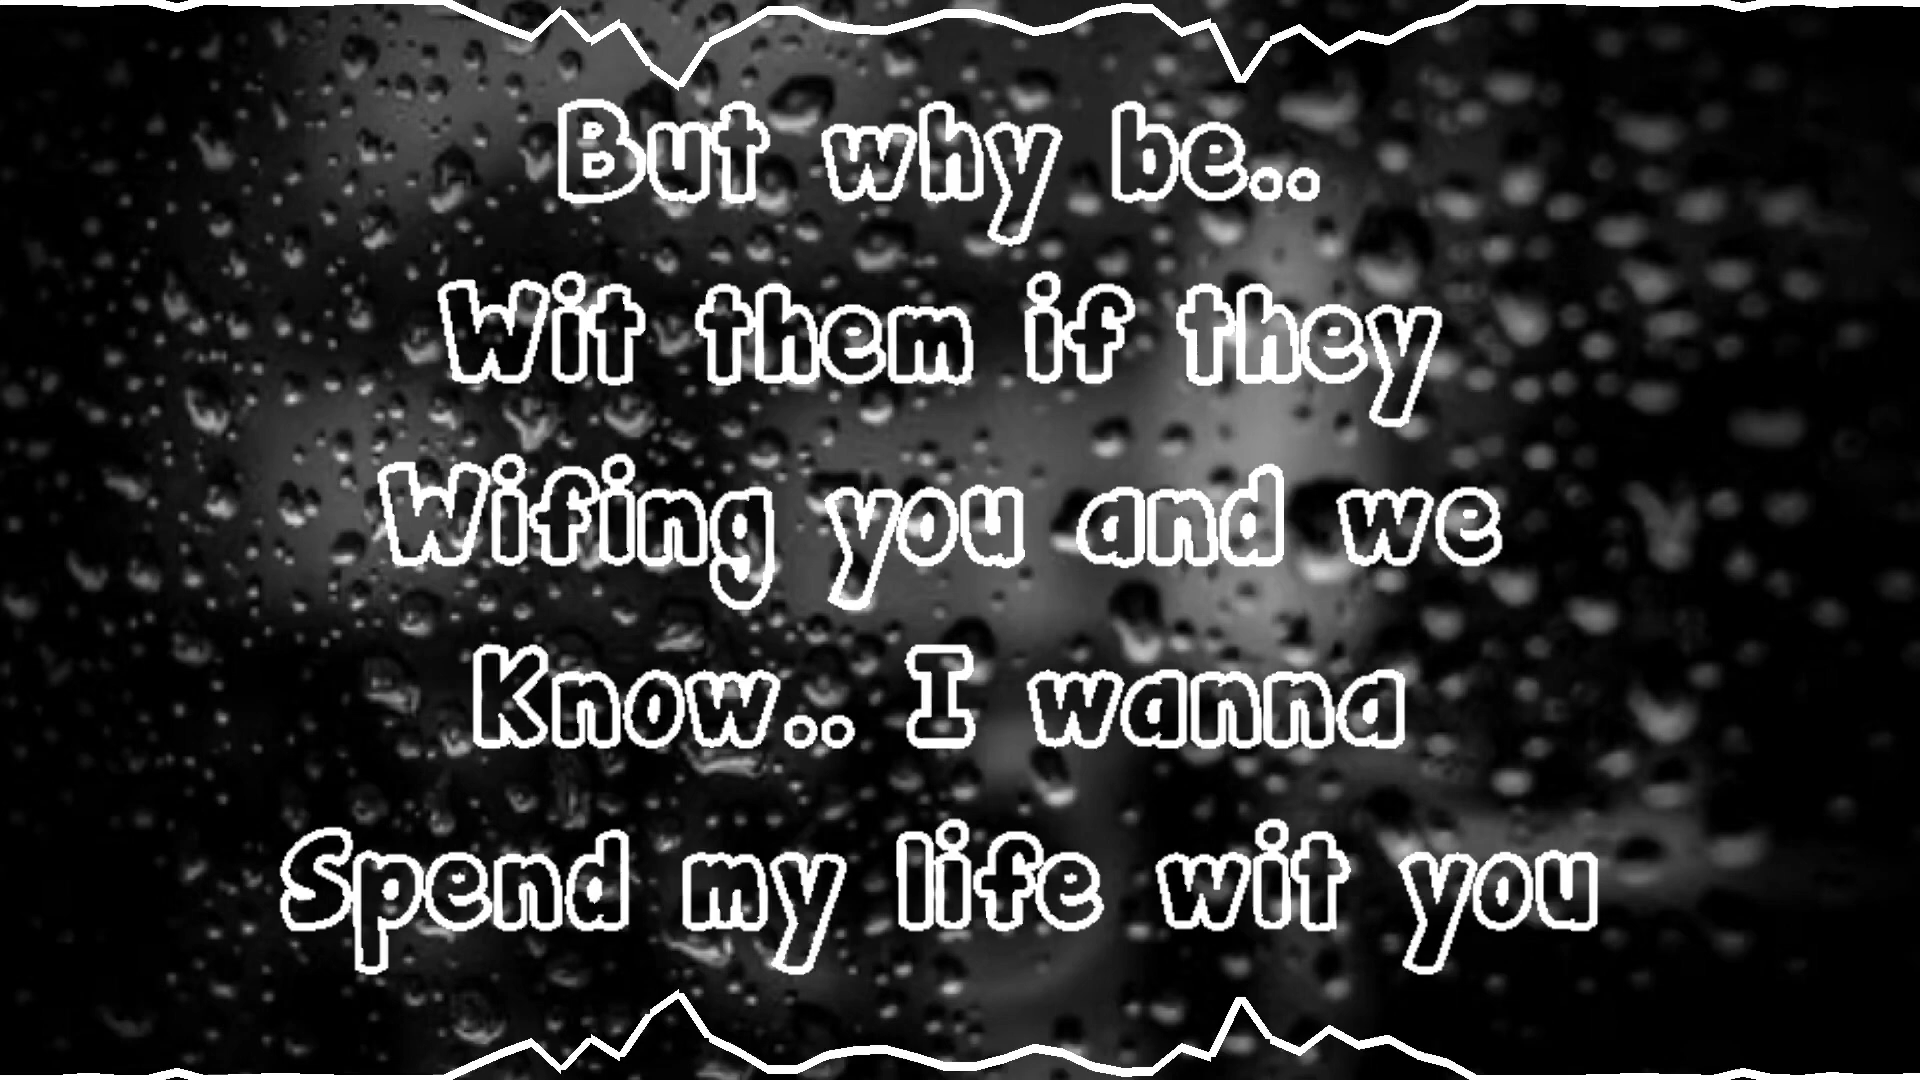 But why be..
Wit them if they
Wifing you and we
Know.. I wanna
Spend my life wit you